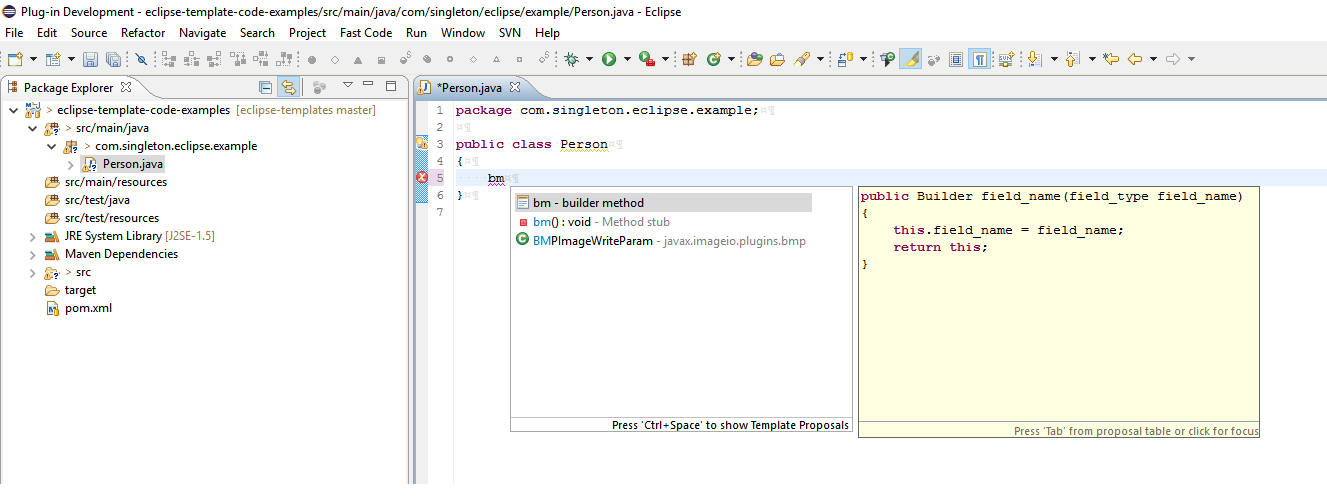 Plug-in Development - eclipse-template-code-examples/src/main/java/com/singleton/eclipse/example/Person.java - Eclipse
File Edit Source Refactor Navigate Search Project Fast Code Run Window SVN Help
Package Explorer
> eclipse-template-code-examples [eclipse-templates master]
> src/main/java
> com.singleton.eclipse.example
Person.java
src/main/resources
src/test/java
src/test/resources
JRE System Library [J2SE-1.5]
Maven Dependencies
> src
target
pom.xml
*Person.java
1 package com.singleton.eclipse.example;¤¶
2 ¤¶
3 public class Person¤¶
4 {¤¶
5 ····bm¤¶
6 }¤¶
7
bm - builder method
bm() : void - Method stub
BMPImageWriteParam - javax.imageio.plugins.bmp
Press 'Ctrl+Space' to show Template Proposals
public Builder field_name(field_type field_name)
{
this.field_name = field_name;
return this;
}
Press 'Tab' from proposal table or click for focus